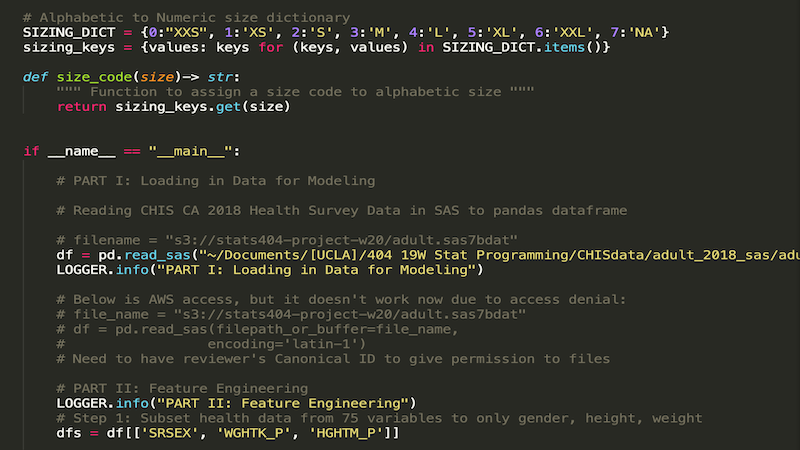 # Alphabetic to Numeric size dictionary
SIZING_DICT = {0:"XXS", 1:'XS', 2:'S', 3:'M', 4:'L', 5:'XL', 6:'XXL', 7:'NA'}
sizing_keys = {values: keys for (keys, values) in SIZING_DICT.items()}
def size_code(size)-> str:
""" Function to assign a size code to alphabetic size """
return sizing_keys.get(size)
if __name__ == "__main__":
# PART I: Loading in Data for Modeling
# Reading CHIS CA 2018 Health Survey Data in SAS to pandas dataframe
# filename = "s3://stats404-project-w20/adult.sas7bdat"
df = pd.read_sas("~/Documents/[UCLA]/404 19W Stat Programming/CHISdata/adult_2018_sas/adu
LOGGER.info("PART I: Loading in Data for Modeling")
# Below is AWS access, but it doesn't work now due to access denial:
# file_name = "s3://stats404-project-w20/adult.sas7bdat"
# df = pd.read_sas(filepath_or_buffer=file_name,
# encoding='latin-1')
# Need to have reviewer's Canonical ID to give permission to files
# PART II: Feature Engineering
LOGGER.info("PART II: Feature Engineering")
# Step 1: Subset health data from 75 variables to only gender, height, weight
dfs = df[['SRSEX', 'WGHTK_P', 'HGHTM_P']]